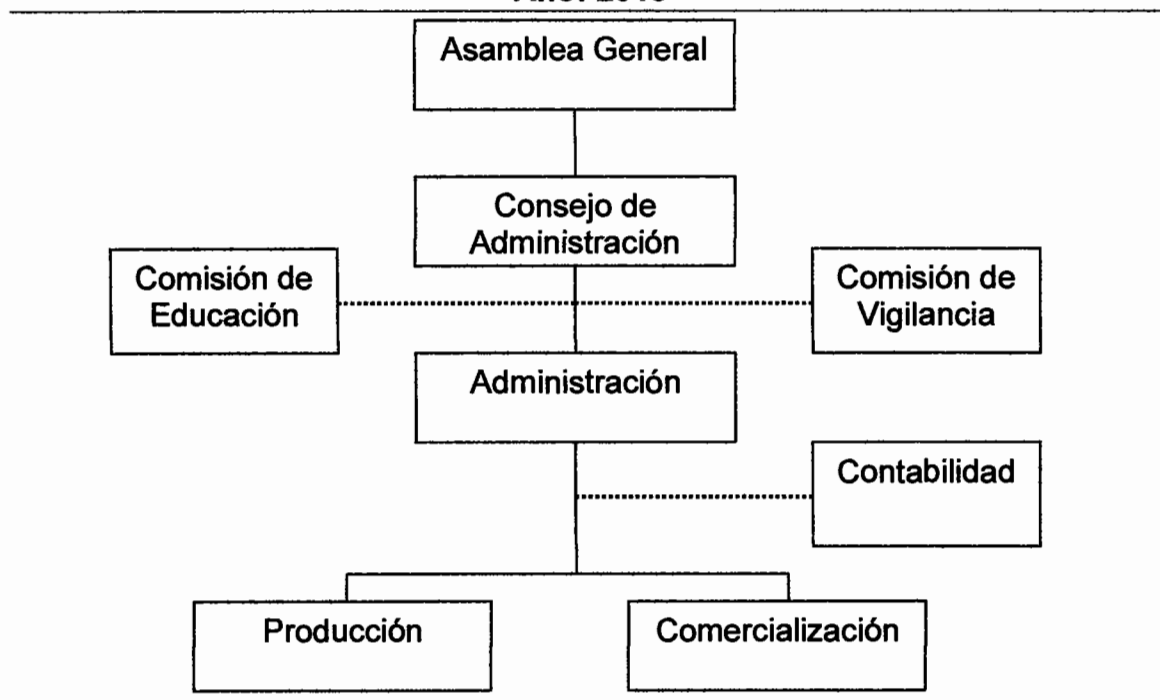 Asamblea General
Consejo de
Administración
Comisión de
Educación
Comisión de
Vigilancia
Administración
Contabilidad
Producción
Comercialización